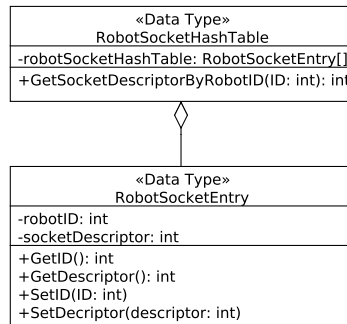 «Data Type»
RobotSocketHashTable
-robotSocketHashTable: RobotSocketEntry[]
+GetSocketDescriptorByRobotID(ID: int): int
«Data Type»
RobotSocketEntry
-robotID: int
-socketDescriptor: int
+GetID(): int
+GetDescriptor(): int
+SetID(ID: int)
+SetDecriptor(descriptor: int)